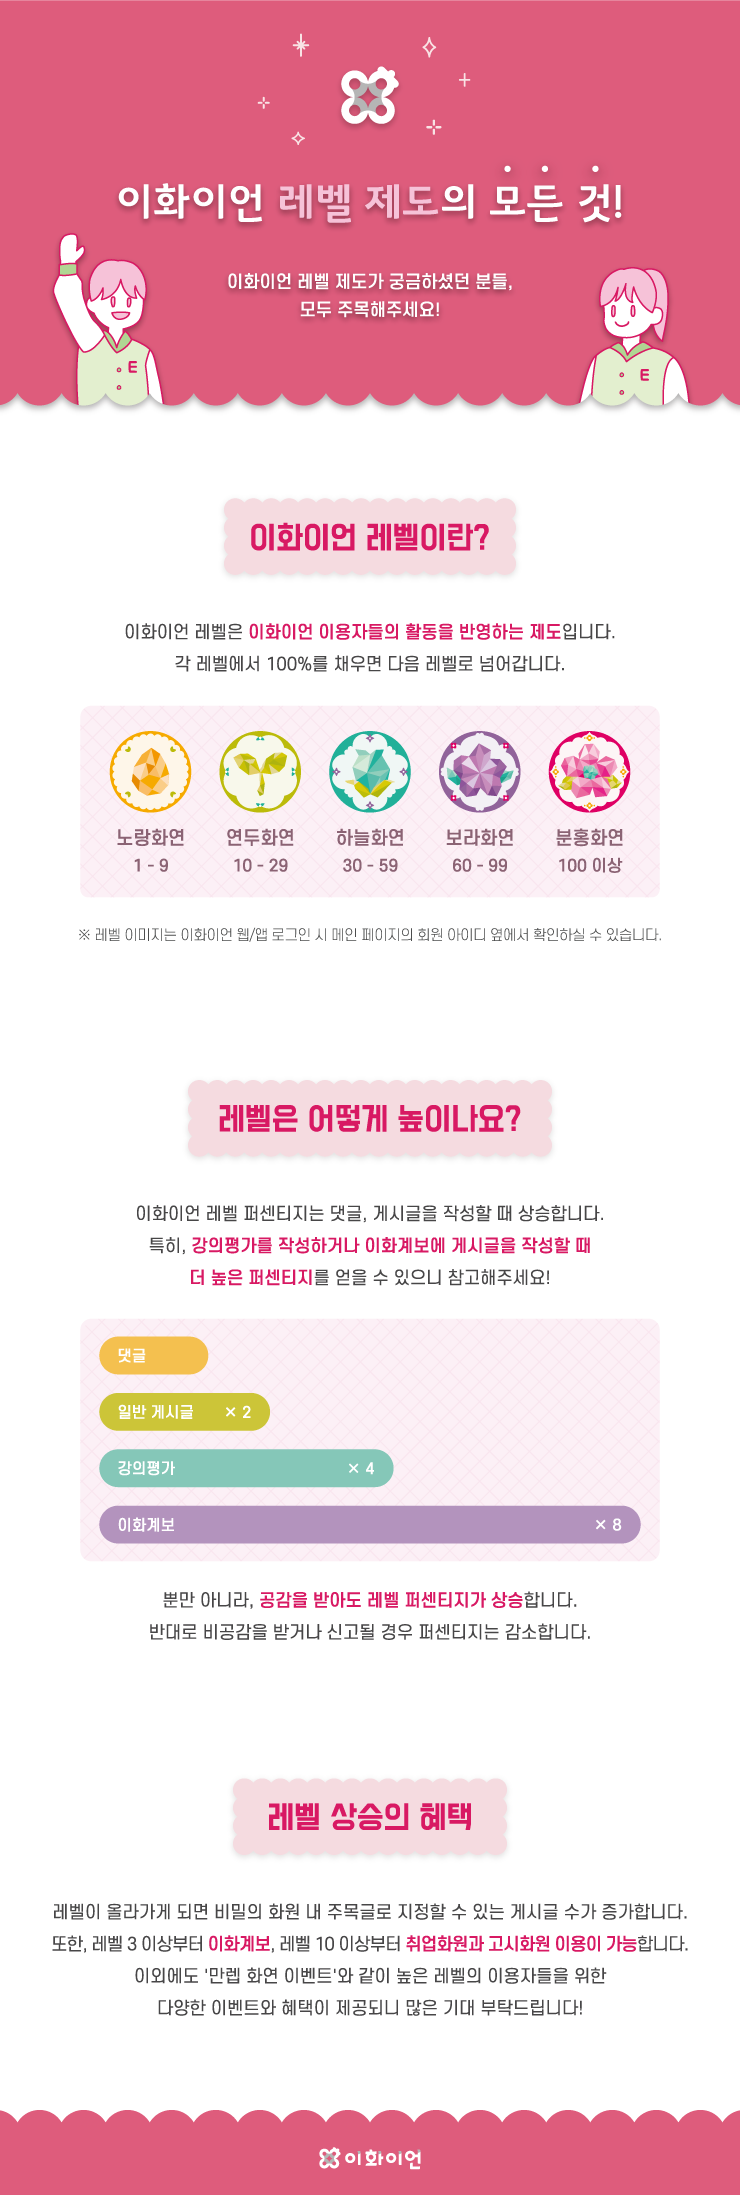 이화이언 레벨 제도의 모든 것!
이화이언 레벨 제도가 궁금하셨던 분들,
모두 주목해주세요!
E
E
이화이언 레벨이란?
이화이언 레벨은 이화이언 이용자들의 활동을 반영하는 제도입니다.
각 레벨에서 100%를 채우면 다음 레벨로 넘어갑니다.
노랑화연 연두화연 하늘화연 보라화연 분홍화연
1 - 9 10 - 29 30 - 59 60 - 99 100 이상
※ 레벨 이미지는 이화이언 웹/앱 로그인 시 메인 페이지의 회원 아이디 옆에서 확인하실 수 있습니다.
레벨은 어떻게 높이나요?
이화이언 레벨 퍼센티지는 댓글, 게시글을 작성할 때 상승합니다.
특히, 강의평가를 작성하거나 이화계보에 게시글을 작성할 때
더 높은 퍼센티지를 얻을 수 있으니 참고해주세요!
댓글
일반 게시글 × 2
강의평가 × 4
이화계보 × 8
뿐만 아니라, 공감을 받아도 레벨 퍼센티지가 상승합니다.
반대로 비공감을 받거나 신고될 경우 퍼센티지는 감소합니다.
레벨 상승의 혜택
레벨이 올라가게 되면 비밀의 화원 내 주목글로 지정할 수 있는 게시글 수가 증가합니다.
또한, 레벨 3 이상부터 이화계보, 레벨 10 이상부터 취업화원과 고시화원 이용이 가능합니다.
이외에도 '만렙 화연 이벤트'와 같이 높은 레벨의 이용자들을 위한
다양한 이벤트와 혜택이 제공되니 많은 기대 부탁드립니다!
이화이언